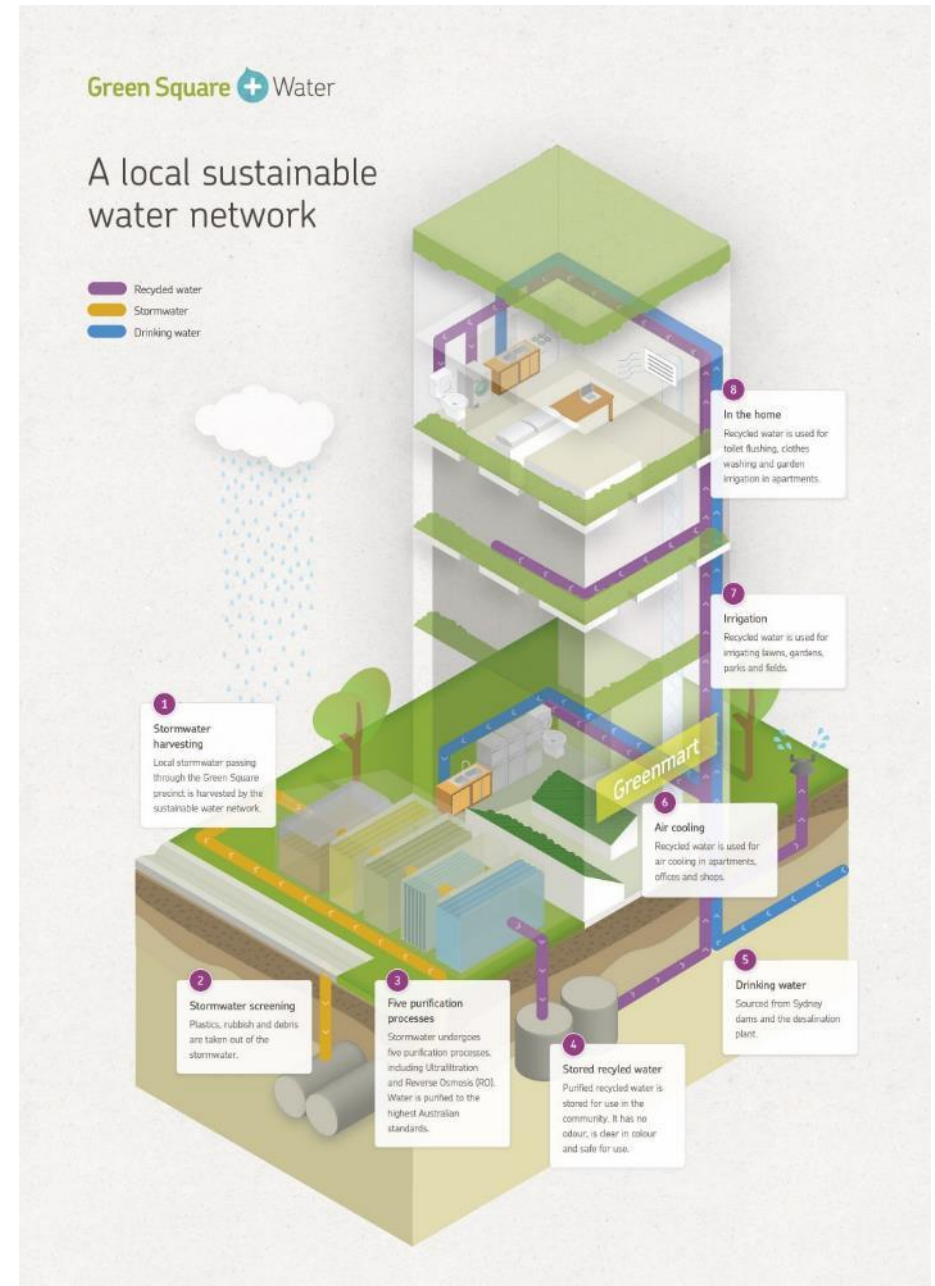 Green Square + Water
A local sustainable
water network
Recycled water
Stormwater
Drinking water
8
In the home
Recycled water is used for
toilet flushing, clothes
washing and garden
irrigation in apartments.
7
Irrigation
Recycled water is used for
irrigating lawns, gardens,
parks and fields.
1
Stormwater
harvesting
Local stormwater passing
through the Green Square
precinct is harvested by the
sustainable water network.
Greenmart
6
Air cooling
Recycled water is used for
air cooling in apartments,
offices and shops.
2
Stormwater screening
Plastics, rubbish and debris
are taken out of the
stormwater.
3
Five purification
processes
Stormwater undergoes
five purification processes,
including Ultrafiltration
and Reverse Osmosis (RO).
Water is purified to the
highest Australian
standards.
4
Stored recyled water
Purified recycled water is
stored for use in the
community. It has no
odour, is clear in colour
and safe for use.
5
Drinking water
Sourced from Sydney
dams and the desalination
plant.